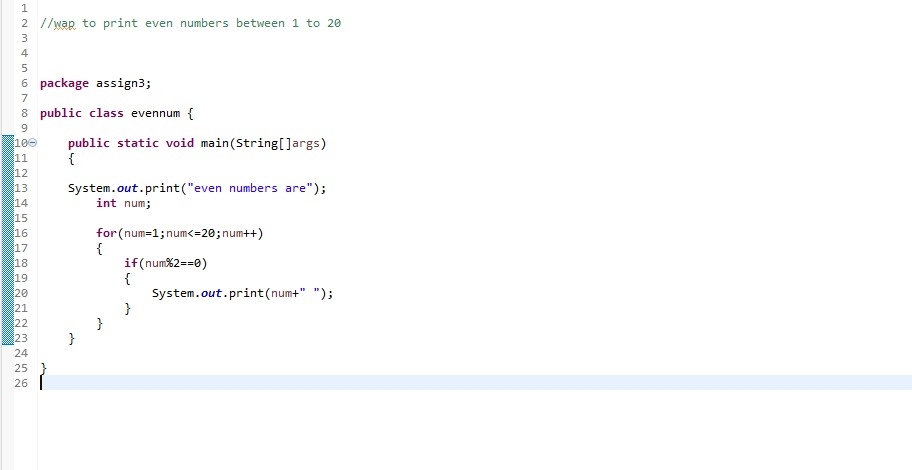 1
2 //wap to print even numbers between 1 to 20
3
4
5
6 package assign3;
7
8 public class evennum {
9
10 public static void main(String[]args)
11 {
12
13 System.out.print("even numbers are");
14 int num;
15
16 for(num=1;num<=20;num++)
17 {
18 if(num%2==0)
19 {
20 System.out.print(num+" ");
21 }
22 }
23 }
24
25 }
26